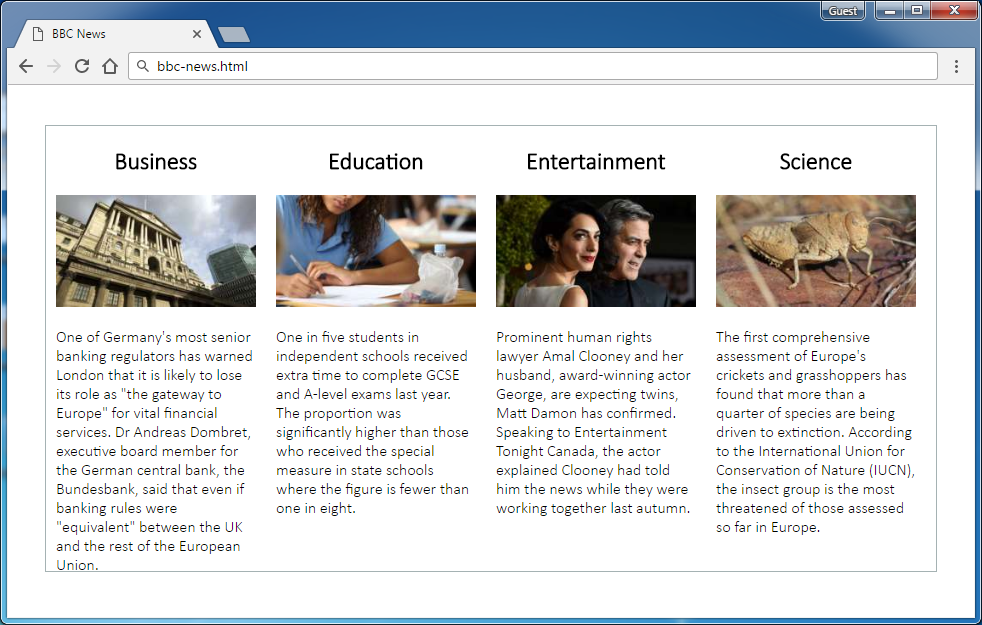 Guest
BBC News
bbc-news.html
Business
One of Germany's most senior
banking regulators has warned
London that it is likely to lose
its role as "the gateway to
Europe" for vital financial
services. Dr Andreas Dombret,
executive board member for
the German central bank, the
Bundesbank, said that even if
banking rules were
"equivalent" between the UK
and the rest of the European
Union.
Education
One in five students in
independent schools received
extra time to complete GCSE
and A-level exams last year.
The proportion was
significantly higher than those
who received the special
measure in state schools
where the figure is fewer than
one in eight.
Entertainment
Prominent human rights
lawyer Amal Clooney and her
husband, award-winning actor
George, are expecting twins,
Matt Damon has confirmed.
Speaking to Entertainment
Tonight Canada, the actor
explained Clooney had told
him the news while they were
working together last autumn.
Science
The first comprehensive
assessment of Europe's
crickets and grasshoppers has
found that more than a
quarter of species are being
driven to extinction. According
to the International Union for
Conservation of Nature (IUCN),
the insect group is the most
threatened of those assessed
so far in Europe.